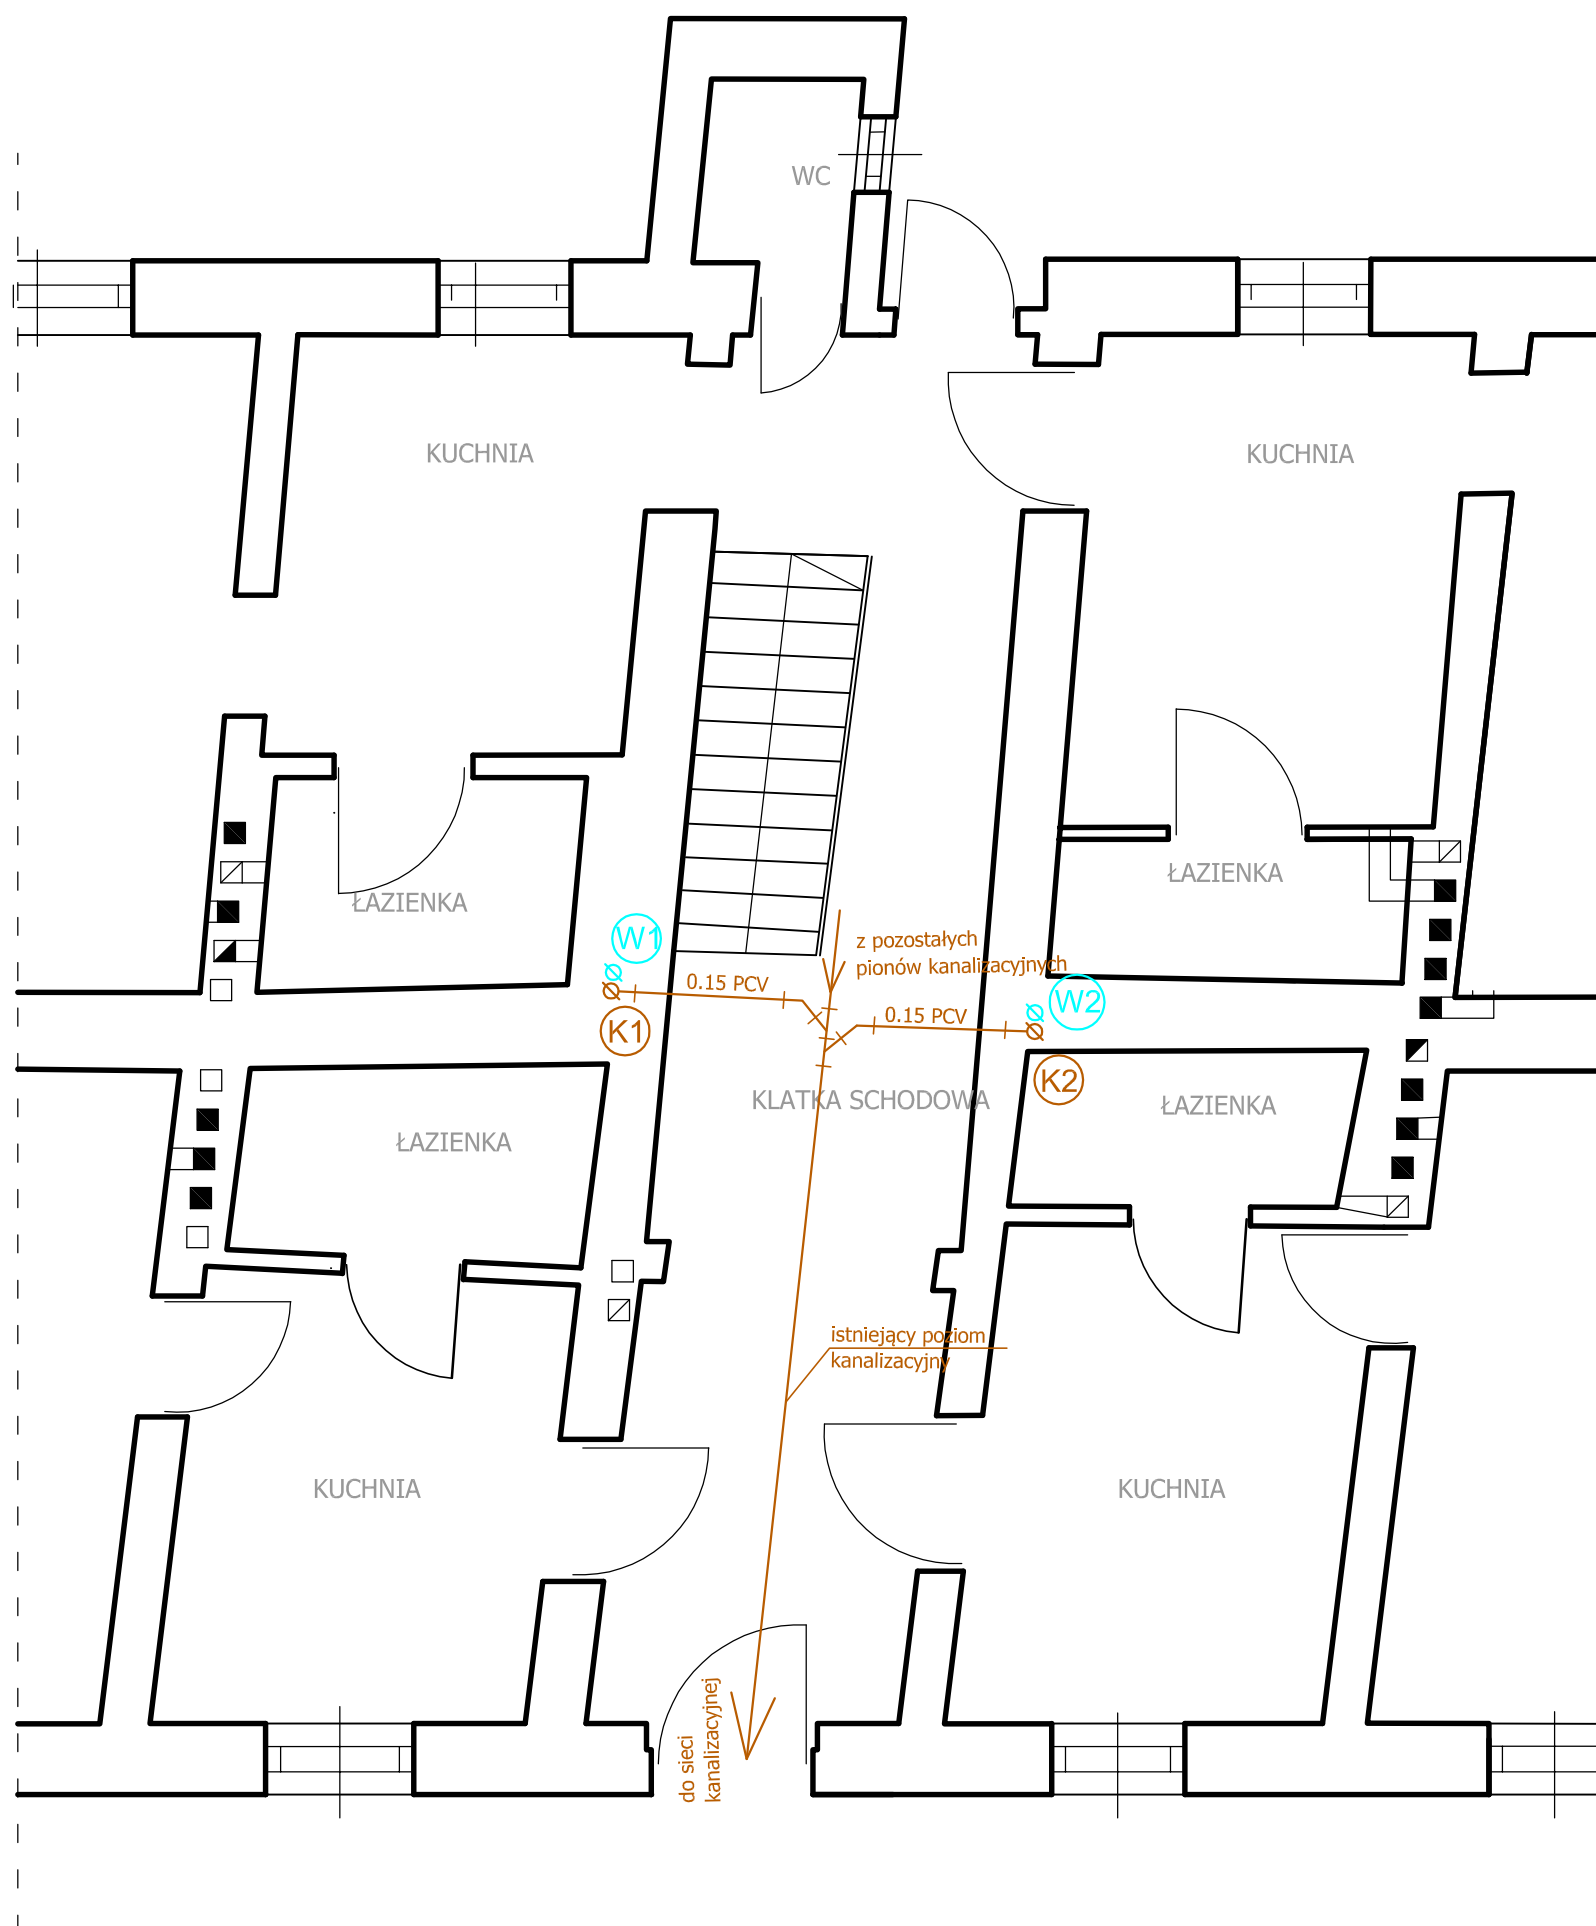 WC
KUCHNIA
KUCHNIA
ŁAZIENKA
ŁAZIENKA
W1
z pozostałych
pionów kanalizacyjnych
0.15 PCV
W2
0.15 PCV
K1
K2
KLATKA SCHODOWA
ŁAZIENKA
ŁAZIENKA
istniejący poziom
kanalizacyjny
KUCHNIA
KUCHNIA
do sieci
kanalizacyjnej